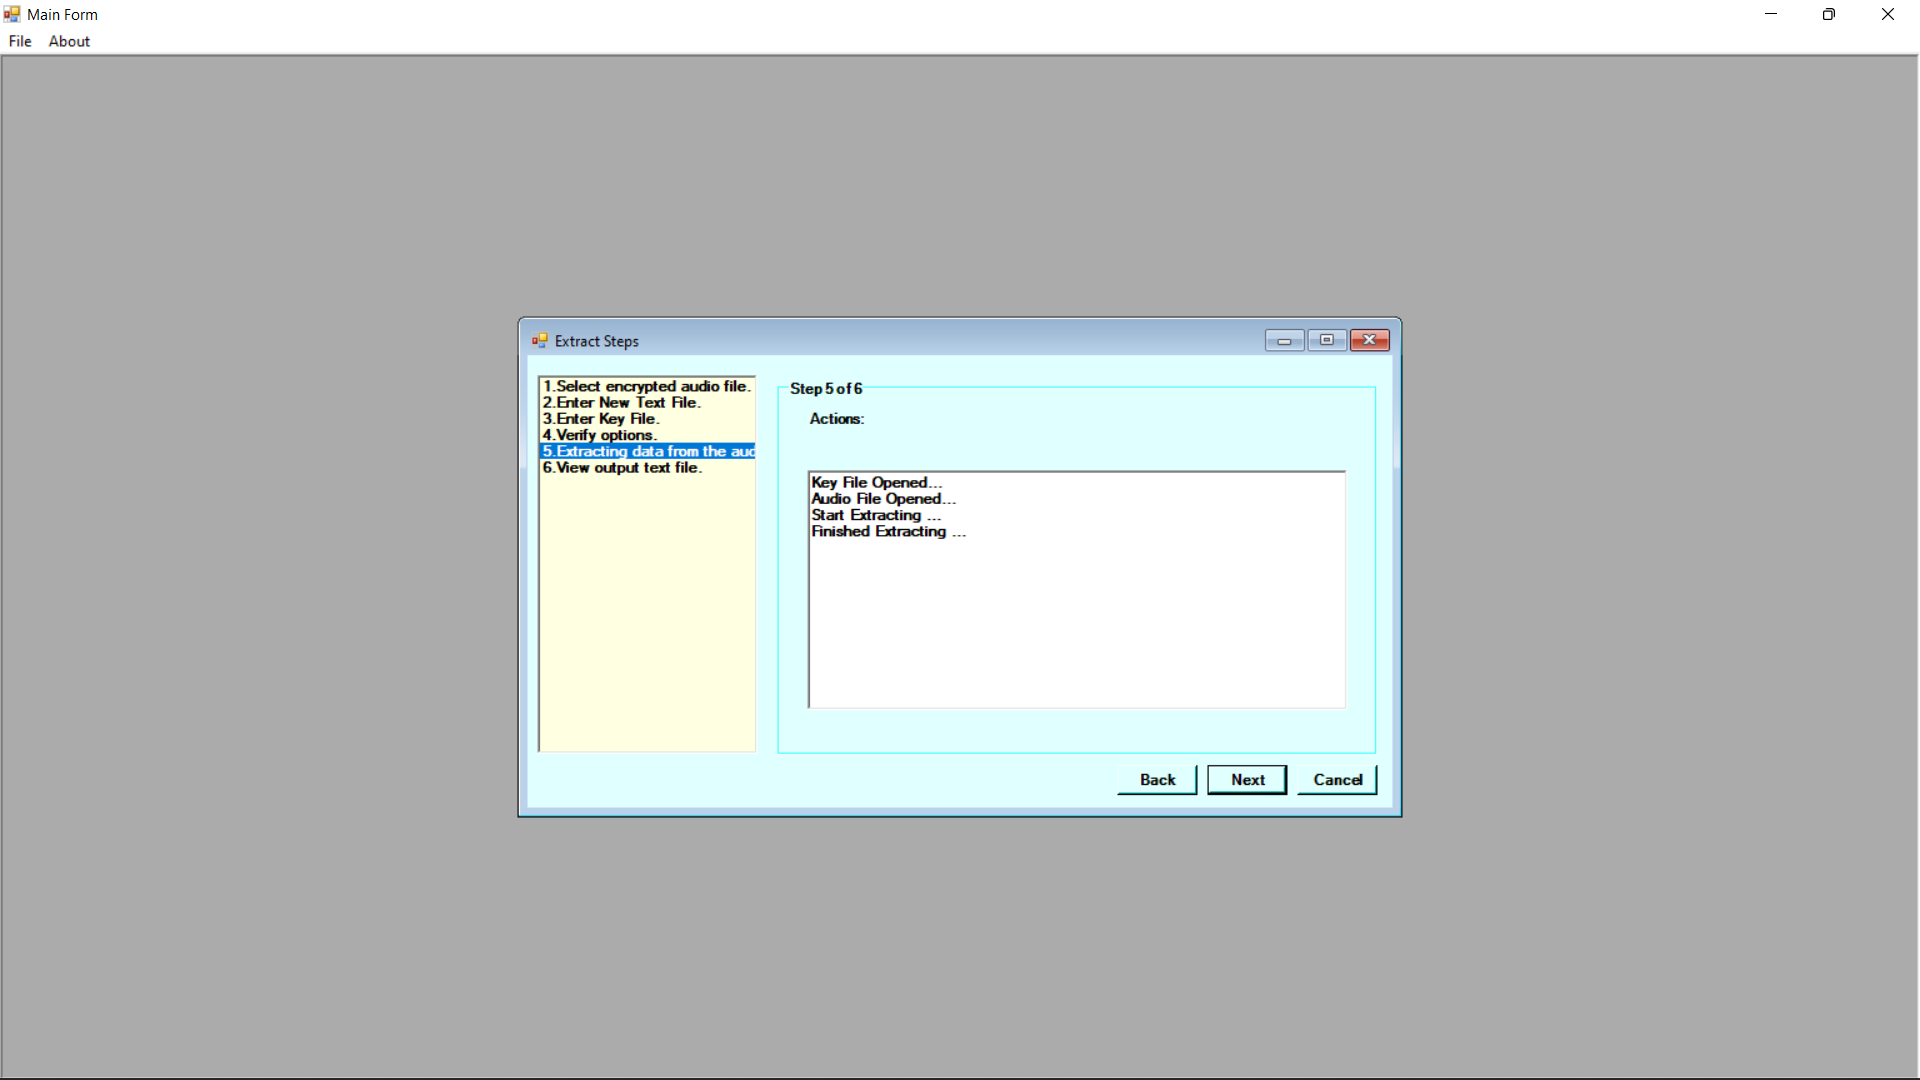 Main Form
File About
Extract Steps
1.Select encrypted audio file.
2.Enter New Text File.
3.Enter Key File.
4.Verify options.
5.Extracting data from the aud
6.View output text file.
Step 5 of 6
Actions:
Key File Opened...
Audio File Opened...
Start Extracting ...
Finished Extracting ...
Back Next Cancel